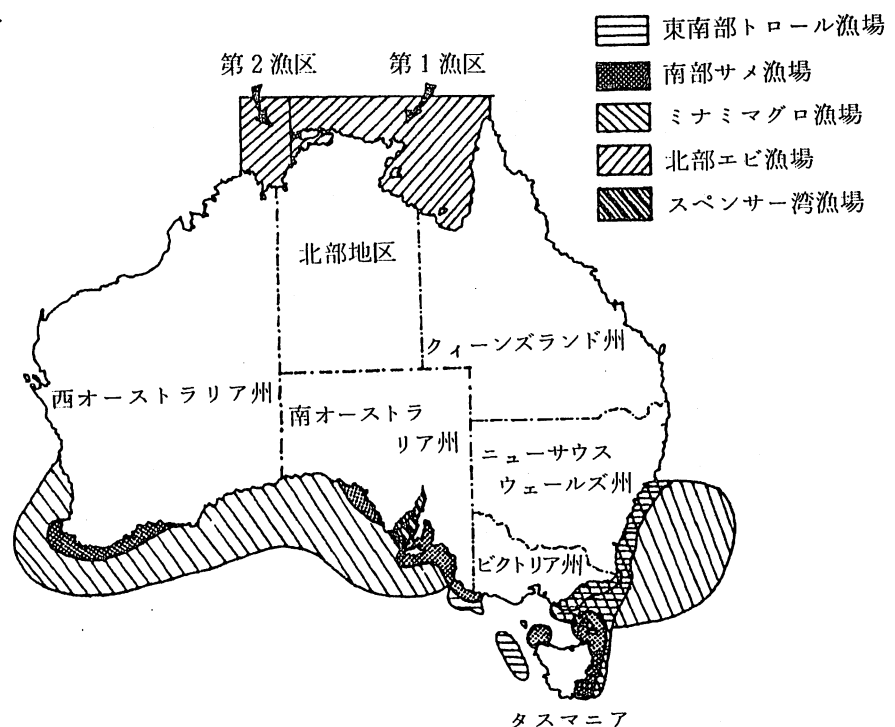 東南部トロール漁場
南部サメ漁場
ミナミマグロ漁場
北部エビ漁場
スペンサー湾漁場
第2漁区
第1漁区
北部地区
クィーンズランド州
西オーストラリア州
南オーストラ
リア州
ニューサウス
ウェールズ州
ビクトリア州
タスマニア